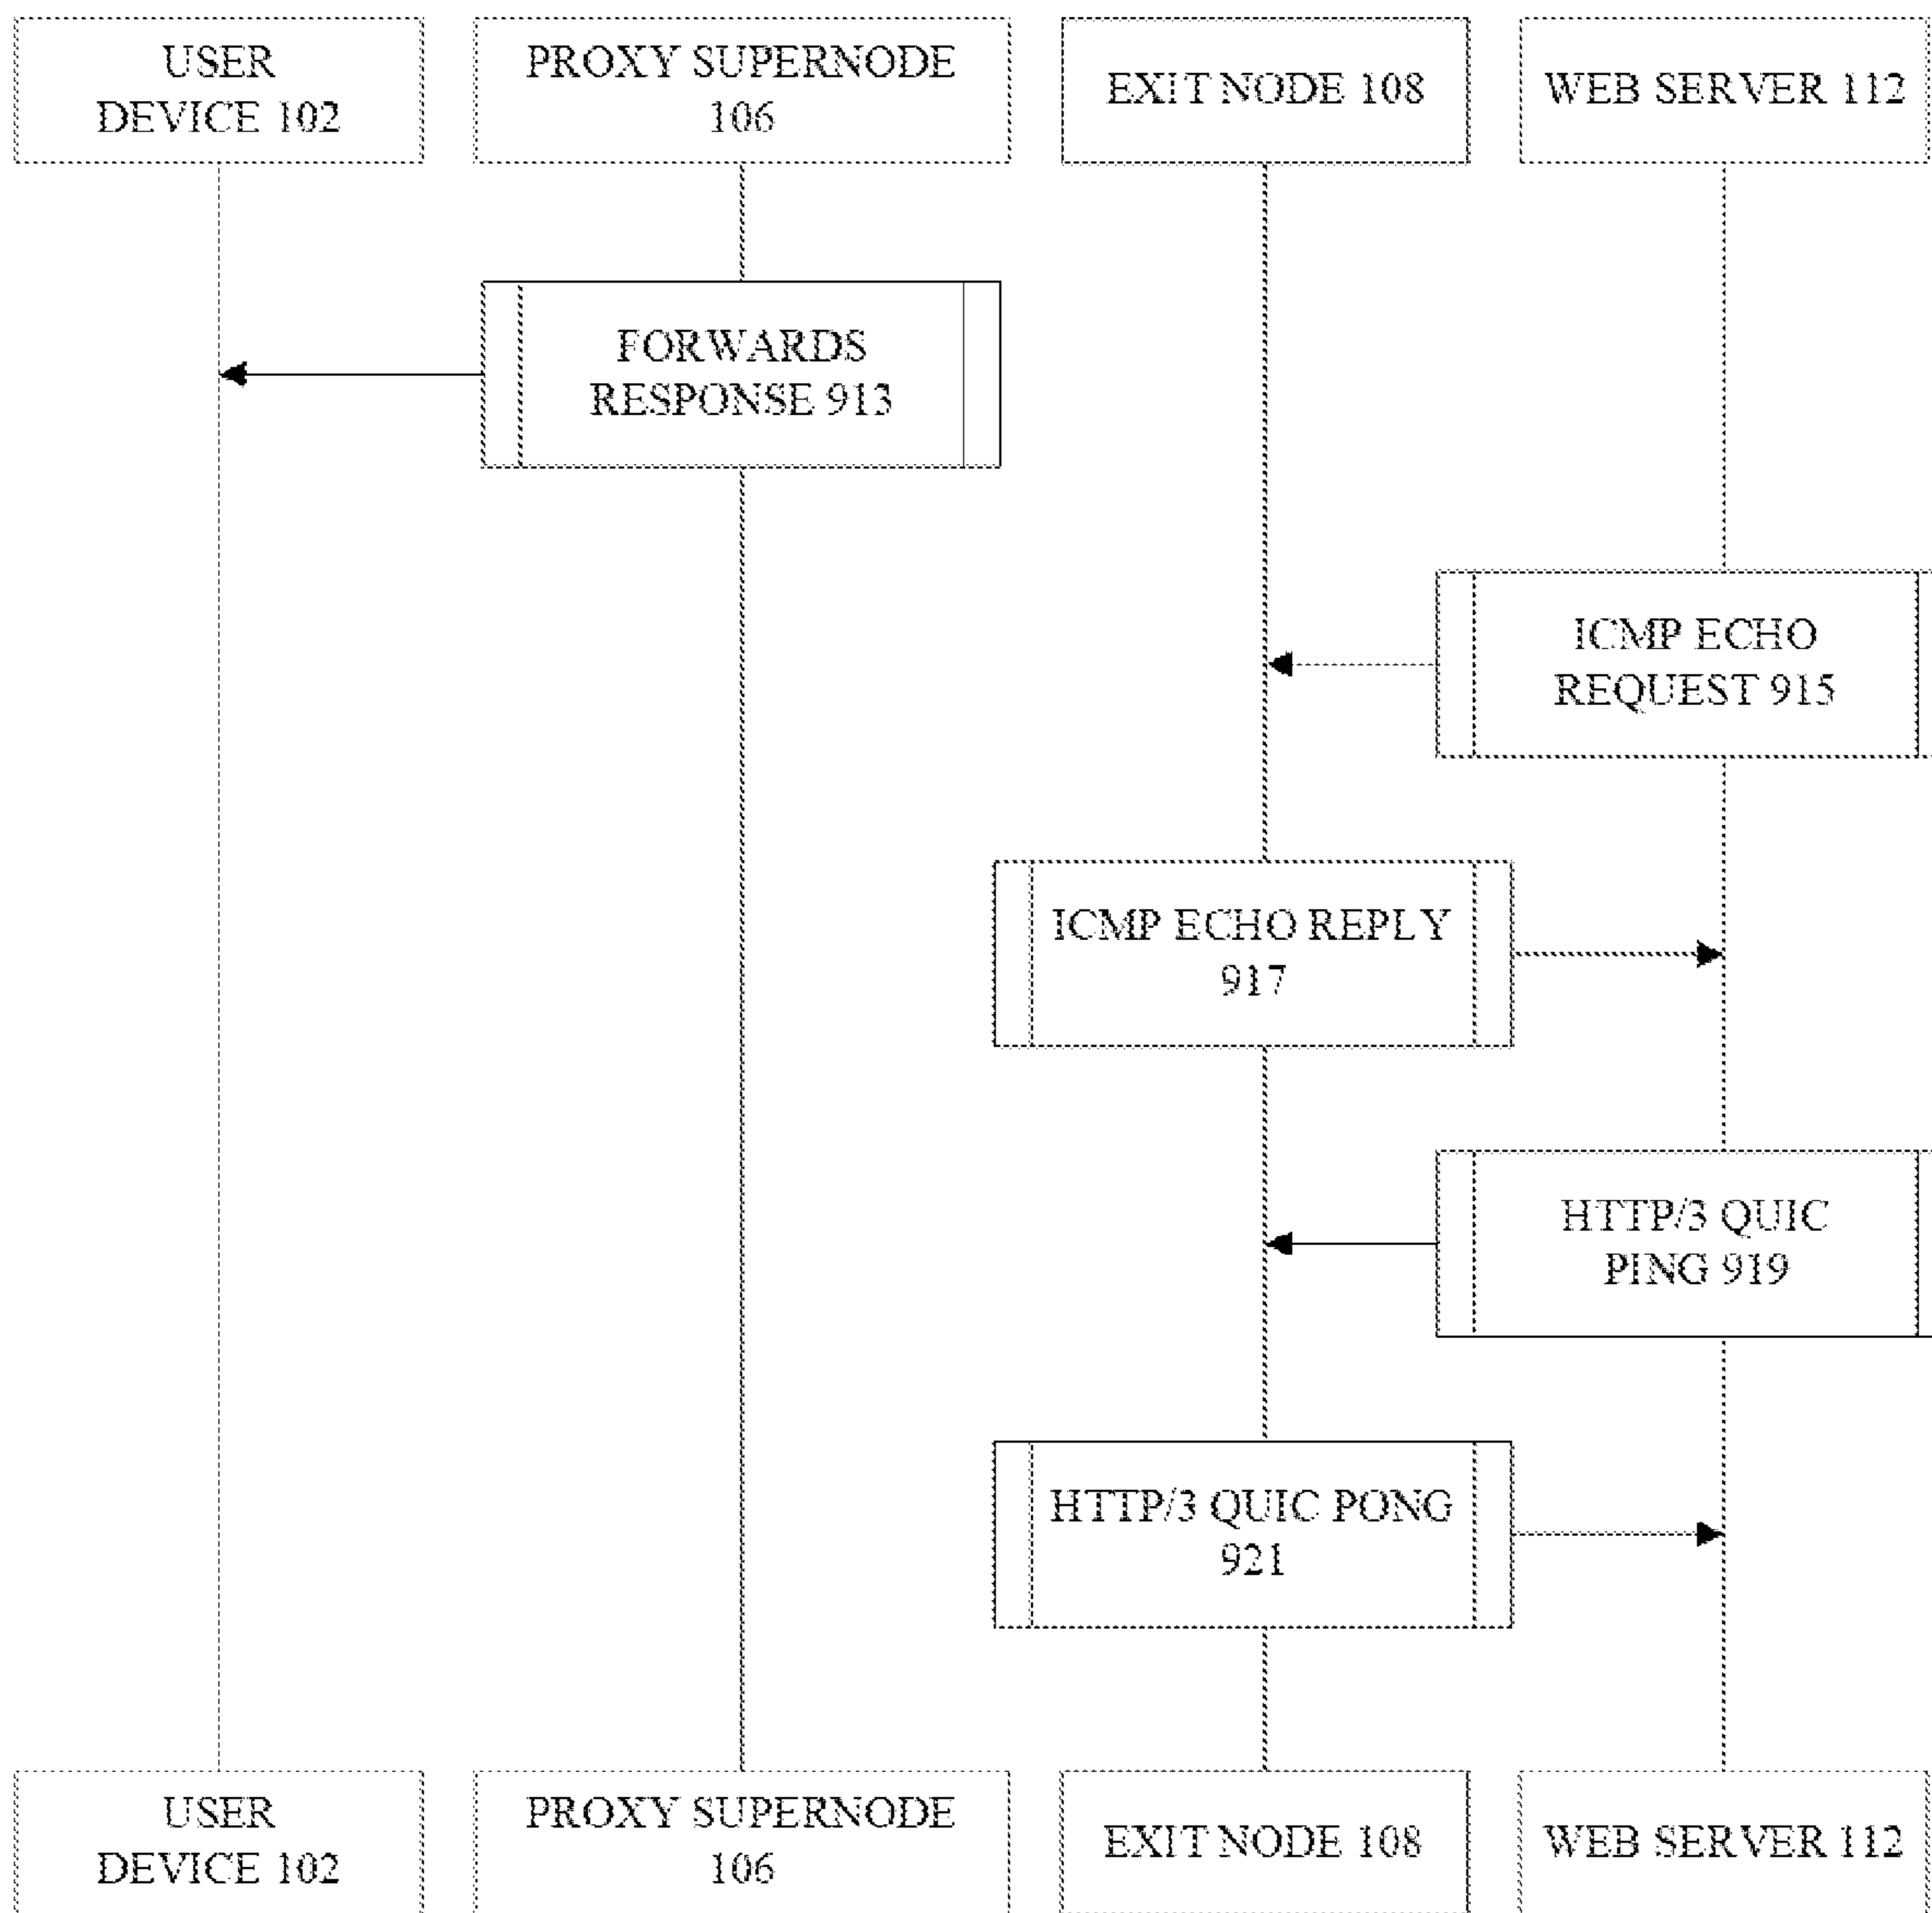 USER
DEVICE 102
PROXY SUPERNODE
106
EXIT NODE 108
WEB SERVER 112
FORWARDS
RESPONSE 913
ICMP ECHO
REQUEST 915
ICMP ECHO REPLY
917
HTTP/3 QUIC
PING 919
HTTP/3 QUIC PONG
921
USER
DEVICE 102
PROXY SUPERNODE
106
EXIT NODE 108
WEB SERVER 112